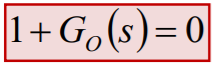 1 + G_O(s) = 0